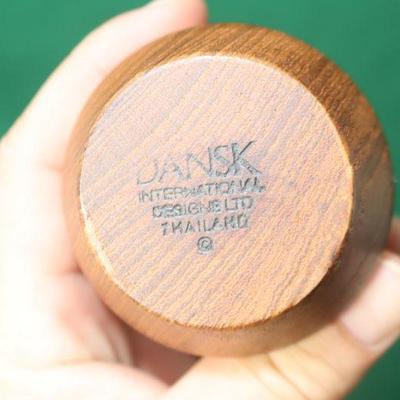 DANSK
INTERNATIONAL
DESIGNS LTD
THAILAND
©